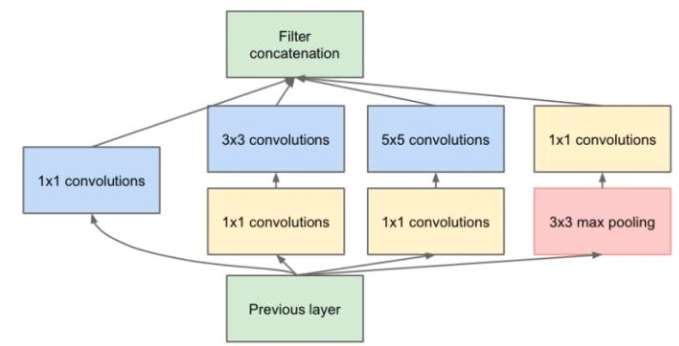 Filter
concatenation
3x3 convolutions
5x5 convolutions
1x1 convolutions
1x1 convolutions
1x1 convolutions
1x1 convolutions
3x3 max pooling
Previous layer